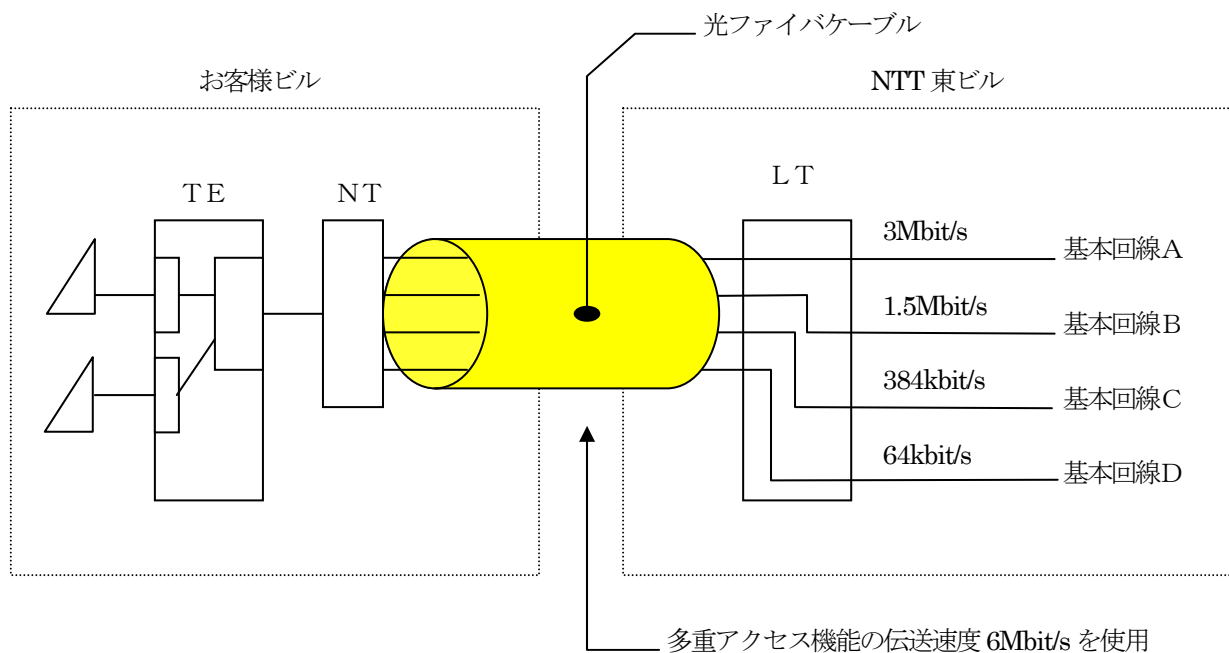 光ファイバケーブル
お客様ビル
NTT 東ビル
ＴＥ
ＮＴ
ＬＴ
3Mbit/s
基本回線Ａ
1.5Mbit/s
基本回線Ｂ
384kbit/s
基本回線Ｃ
64kbit/s
基本回線Ｄ
多重アクセス機能の伝送速度 6Mbit/s を使用